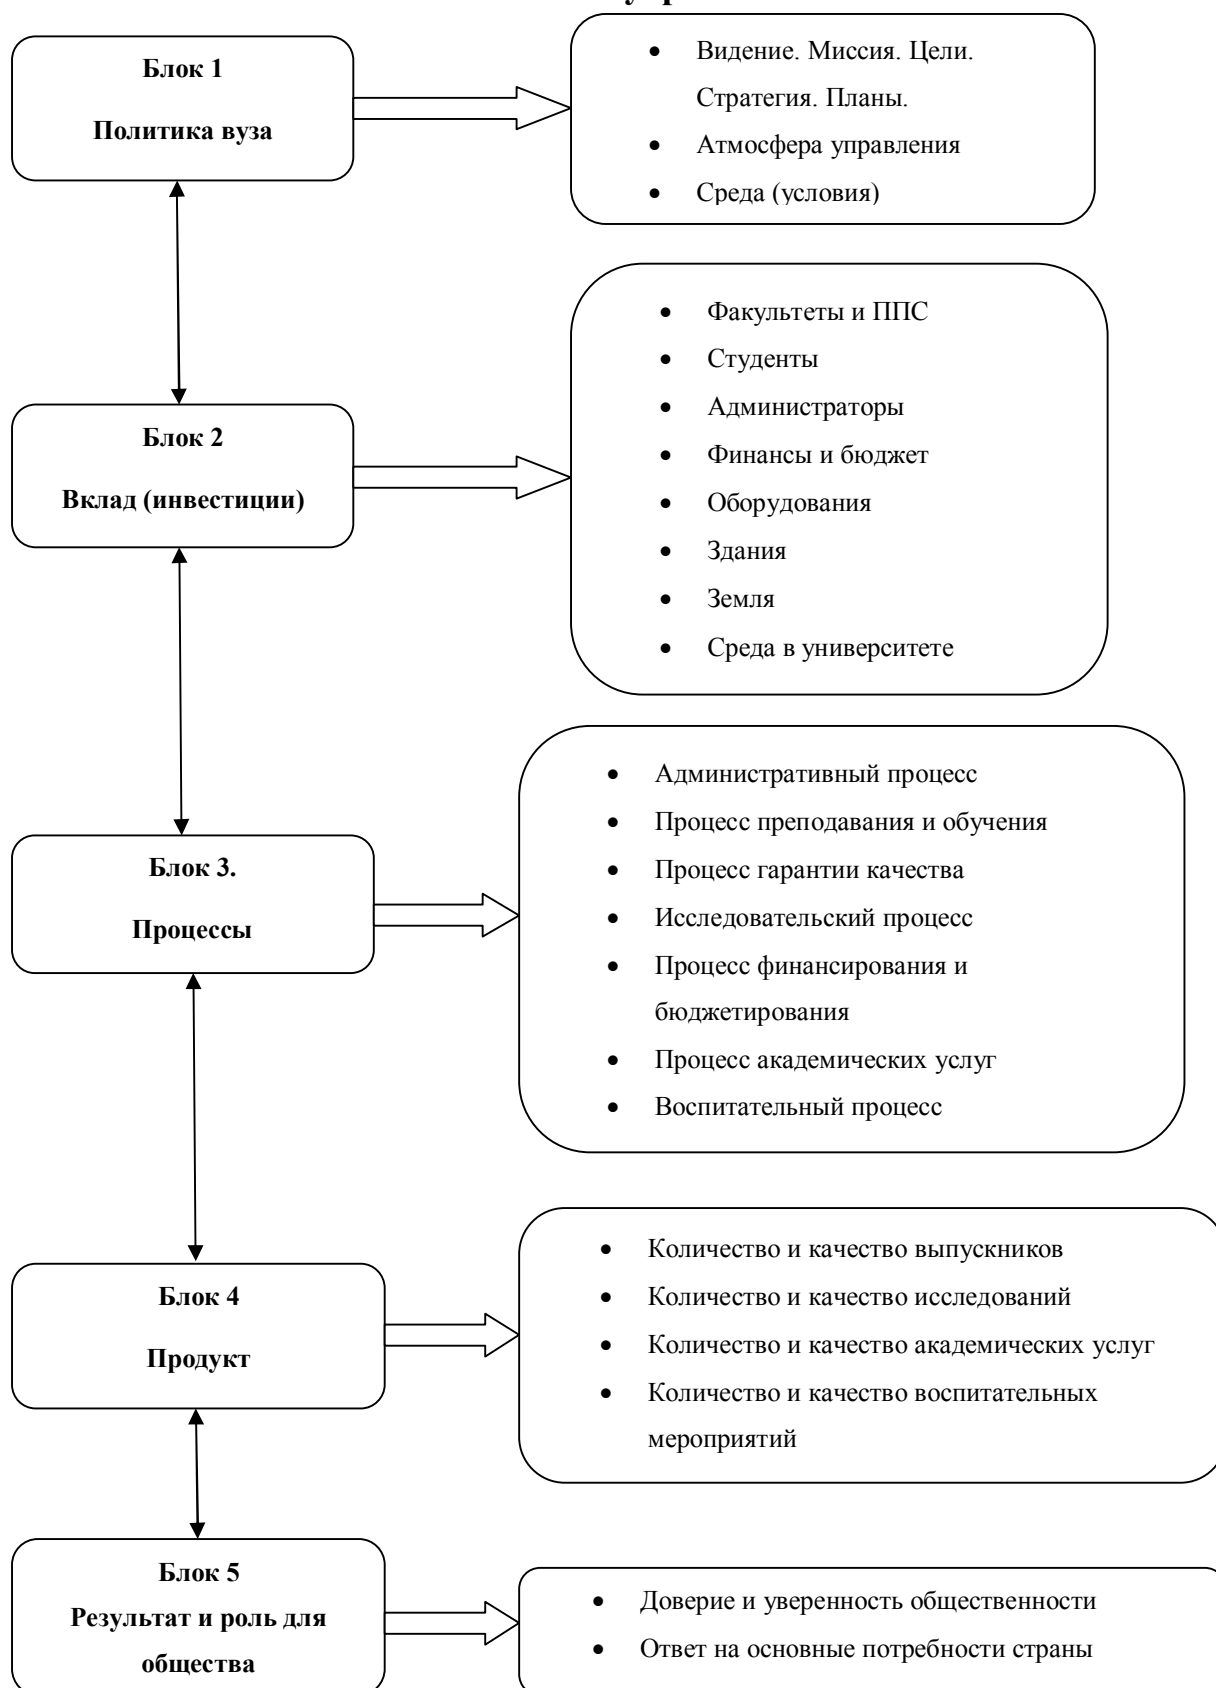 Блок 1
Политика вуза
• Видение. Миссия. Цели.
Стратегия. Планы.
• Атмосфера управления
• Среда (условия)
Блок 2
Вклад (инвестиции)
• Факультеты и ППС
• Студенты
• Администраторы
• Финансы и бюджет
• Оборудования
• Здания
• Земля
• Среда в университете
Блок 3.
Процессы
• Административный процесс
• Процесс преподавания и обучения
• Процесс гарантии качества
• Исследовательский процесс
• Процесс финансирования и
бюджетирования
• Процесс академических услуг
• Воспитательный процесс
Блок 4
Продукт
• Количество и качество выпускников
• Количество и качество исследований
• Количество и качество академических услуг
• Количество и качество воспитательных
мероприятий
Блок 5
Результат и роль для
общества
• Доверие и уверенность общественности
• Ответ на основные потребности страны